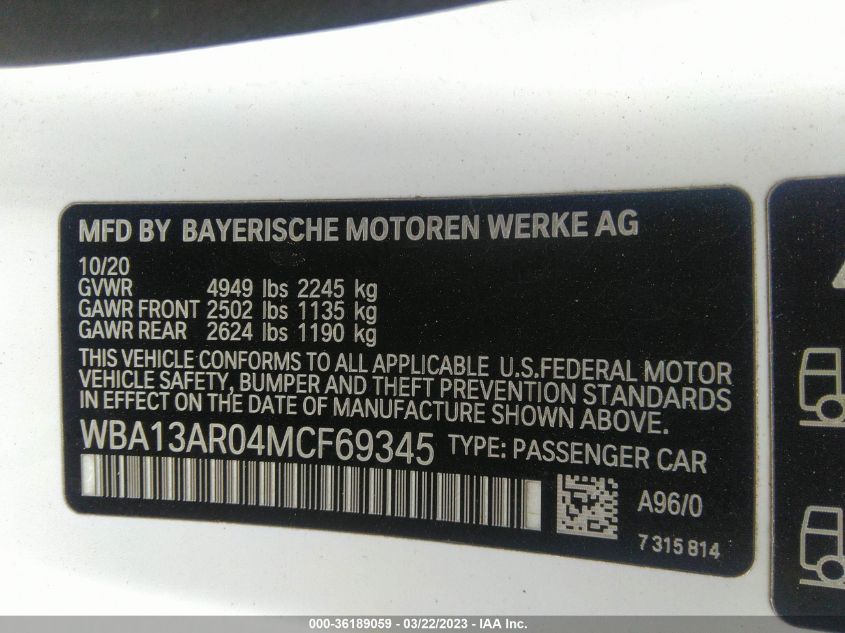 MFD BY BAYERISCHE MOTOREN WERKE AG
10/20
GVWR 4949 lbs 2245 kg
GAWR FRONT 2502 lbs 1135 kg
GAWR REAR 2624 lbs 1190 kg
THIS VEHICLE CONFORMS TO ALL APPLICABLE U.S.FEDERAL MOTOR
VEHICLE SAFETY, BUMPER AND THEFT PREVENTION STANDARDS
IN EFFECT ON THE DATE OF MANUFACTURE SHOWN ABOVE.
WBA13AR04MCF69345 TYPE: PASSENGER CAR
A96/0
7 315 814
000-36189059 - 03/22/2023 - IAA Inc.